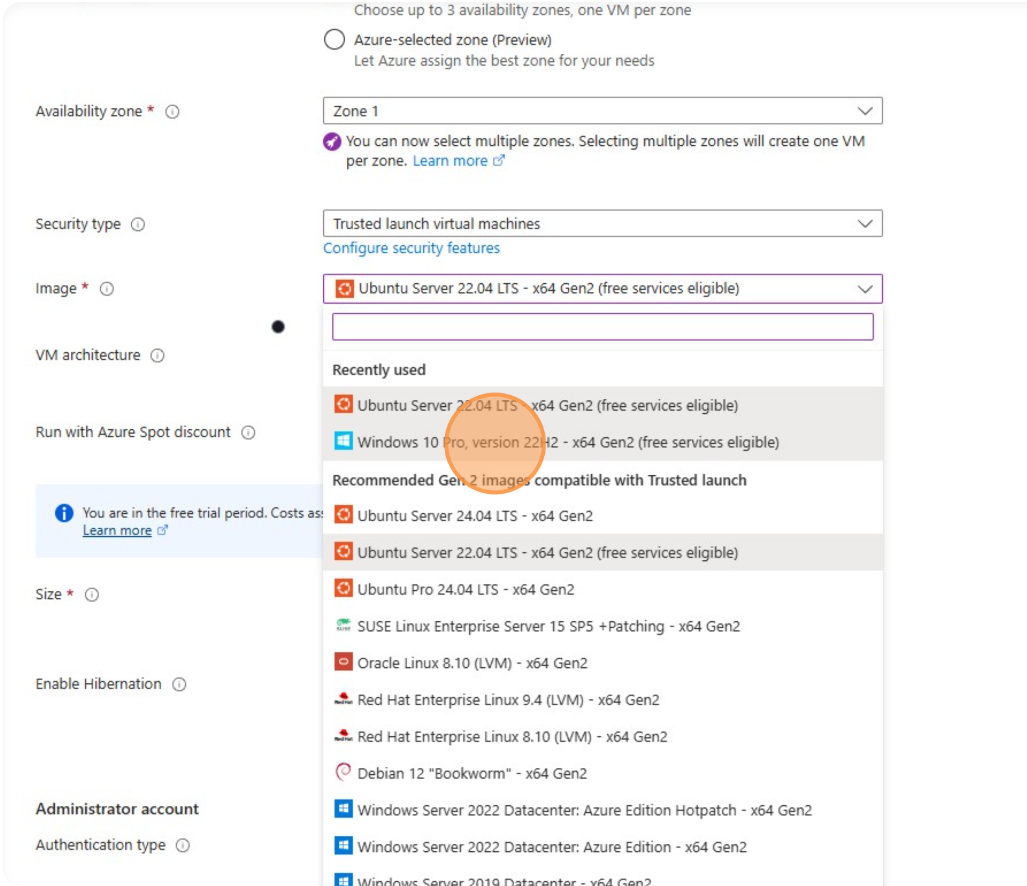 Choose up to 3 availability zones, one VM per zone
Azure-selected zone (Preview)
Let Azure assign the best zone for your needs
Availability zone *
Zone 1
You can now select multiple zones. Selecting multiple zones will create one VM
per zone. Learn more
Security type
Trusted launch virtual machines
Configure security features
Image *
Ubuntu Server 22.04 LTS - x64 Gen2 (free services eligible)
VM architecture
Recently used
Ubuntu Server 22.04 LTS - x64 Gen2 (free services eligible)
Run with Azure Spot discount
Windows 10 Pro, version 22H2 - x64 Gen2 (free services eligible)
Recommended Gen 2 images compatible with Trusted launch
You are in the free trial period. Costs as
Learn more
Ubuntu Server 24.04 LTS - x64 Gen2
Ubuntu Server 22.04 LTS - x64 Gen2 (free services eligible)
Size *
Ubuntu Pro 24.04 LTS - x64 Gen2
SUSE Linux Enterprise Server 15 SP5 +Patching - x64 Gen2
Oracle Linux 8.10 (LVM) - x64 Gen2
Enable Hibernation
Red Hat Enterprise Linux 9.4 (LVM) - x64 Gen2
Red Hat Enterprise Linux 8.10 (LVM) - x64 Gen2
Debian 12 "Bookworm" - x64 Gen2
Administrator account
Windows Server 2022 Datacenter: Azure Edition Hotpatch - x64 Gen2
Authentication type
Windows Server 2022 Datacenter: Azure Edition - x64 Gen2
Windows Server 2019 Datacenter - x64 Gen2